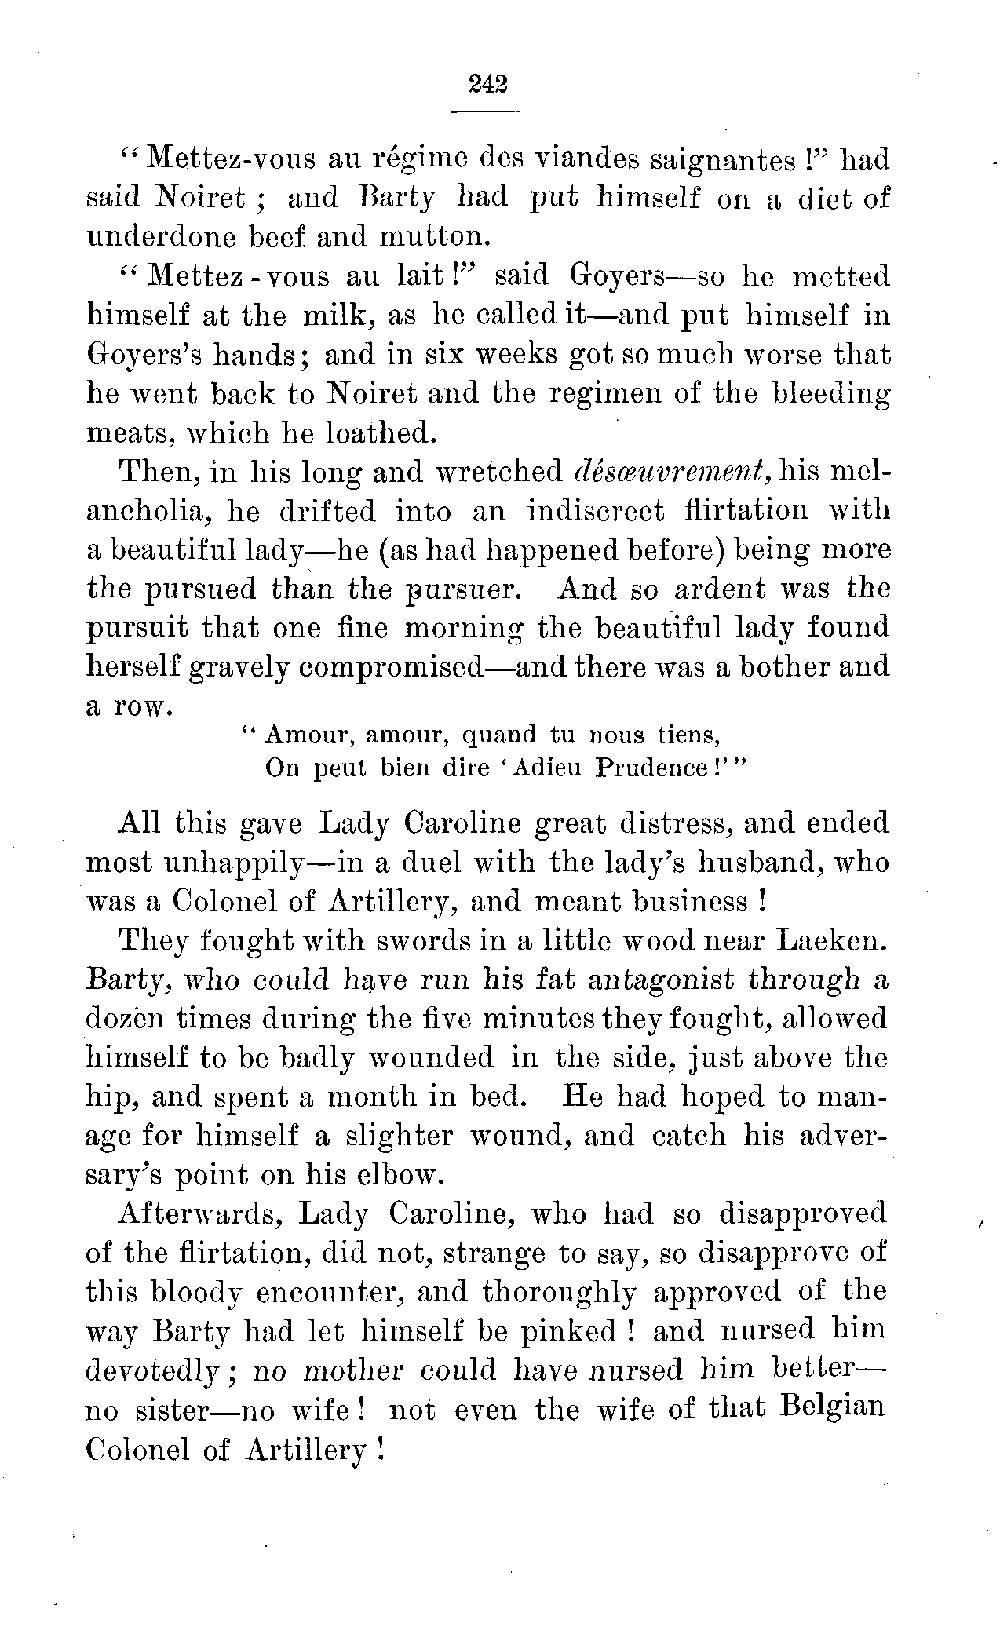 242
“Mettez-vous au régime des viandes saignantes !” had
said Noiret ; and Barty had put himself on a diet of
underdone beef and mutton.
“Mettez-vous au lait !” said Goyers—so he metted
himself at the milk, as he called it—and put himself in
Goyers’s hands; and in six weeks got so much worse that
he went back to Noiret and the regimen of the bleeding
meats, which he loathed.
Then, in his long and wretched désœuvrement, his mel-
ancholia, he drifted into an indiscreet flirtation with
a beautiful lady—he (as had happened before) being more
the pursued than the pursuer. And so ardent was the
pursuit that one fine morning the beautiful lady found
herself gravely compromised—and there was a bother and
a row.
“Amour, amour, quand tu nous tiens,
On peut bien dire ‘Adieu Prudence!’”
All this gave Lady Caroline great distress, and ended
most unhappily—in a duel with the lady’s husband, who
was a Colonel of Artillery, and meant business !
They fought with swords in a little wood near Laeken.
Barty, who could have run his fat antagonist through a
dozen times during the five minutes they fought, allowed
himself to be badly wounded in the side, just above the
hip, and spent a month in bed. He had hoped to man-
age for himself a slighter wound, and catch his adver-
sary’s point on his elbow.
Afterwards, Lady Caroline, who had so disapproved
of the flirtation, did not, strange to say, so disapprove of
this bloody encounter, and thoroughly approved of the
way Barty had let himself be pinked ! and nursed him
devotedly ; no mother could have nursed him better—
no sister—no wife ! not even the wife of that Belgian
Colonel of Artillery !